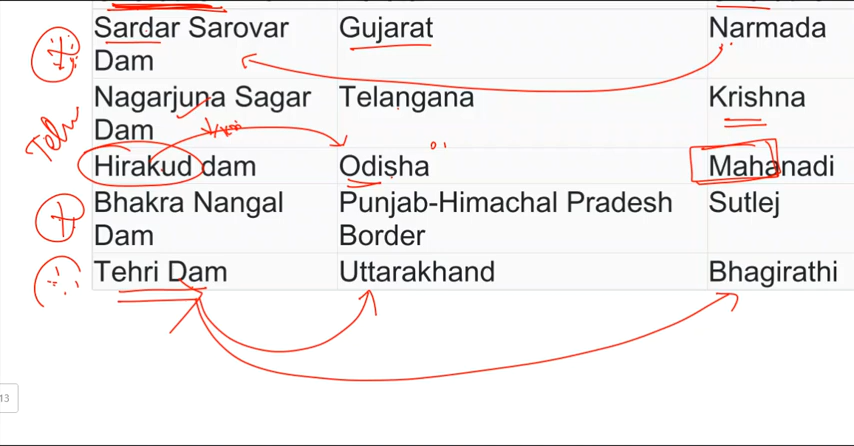 Sardar Sarovar Gujarat Narmada
Dam
Nagarjuna Sagar Telangana Krishna
Dam
Hirakud dam Odisha Mahanadi
Bhakra Nangal Punjab-Himachal Pradesh Sutlej
Dam Border
Tehri Dam Uttarakhand Bhagirathi
13